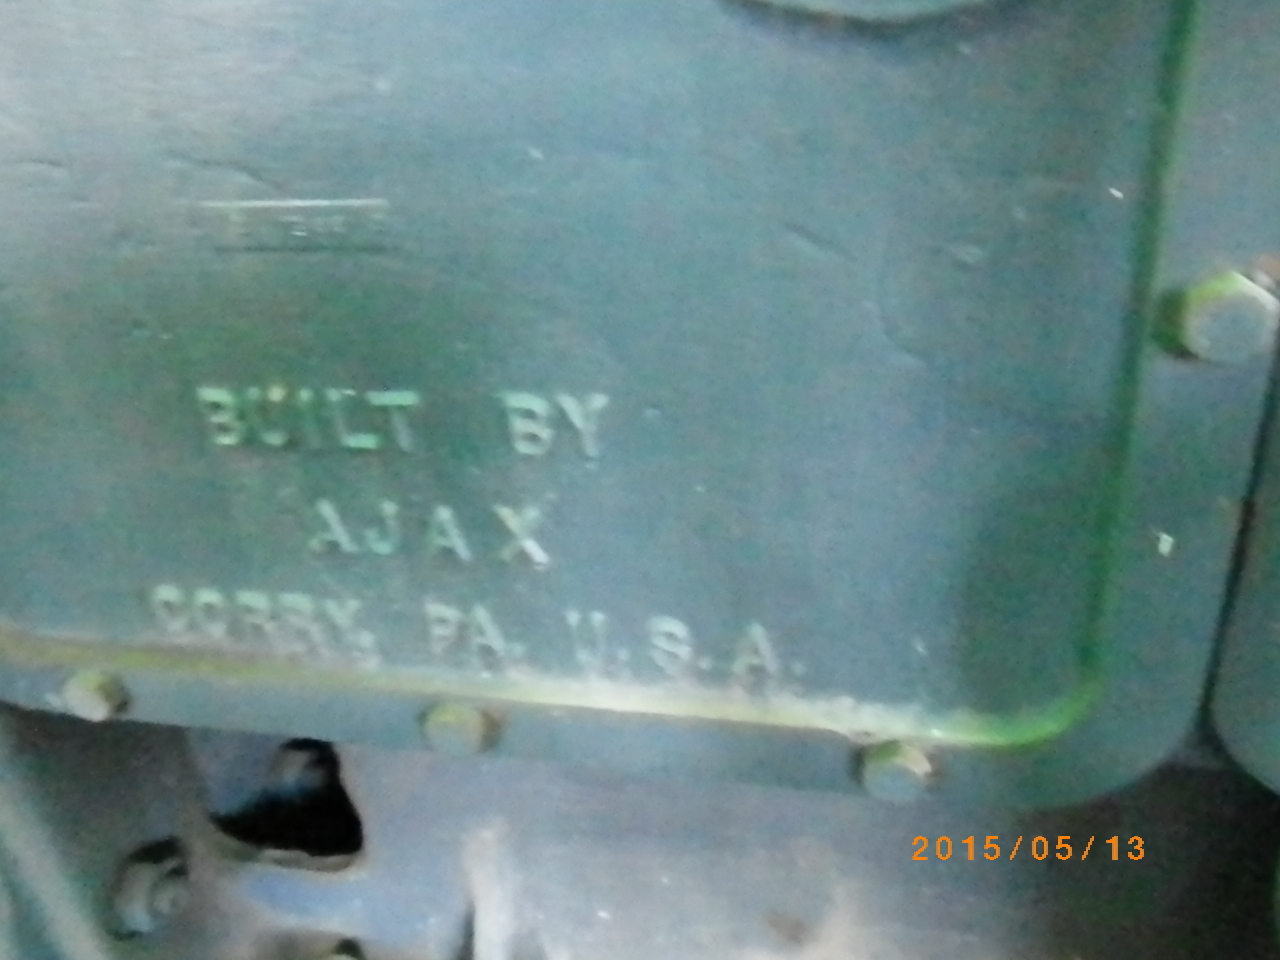 BUILT BY
AJAX
CORRY, PA. U.S.A.
2015/05/13